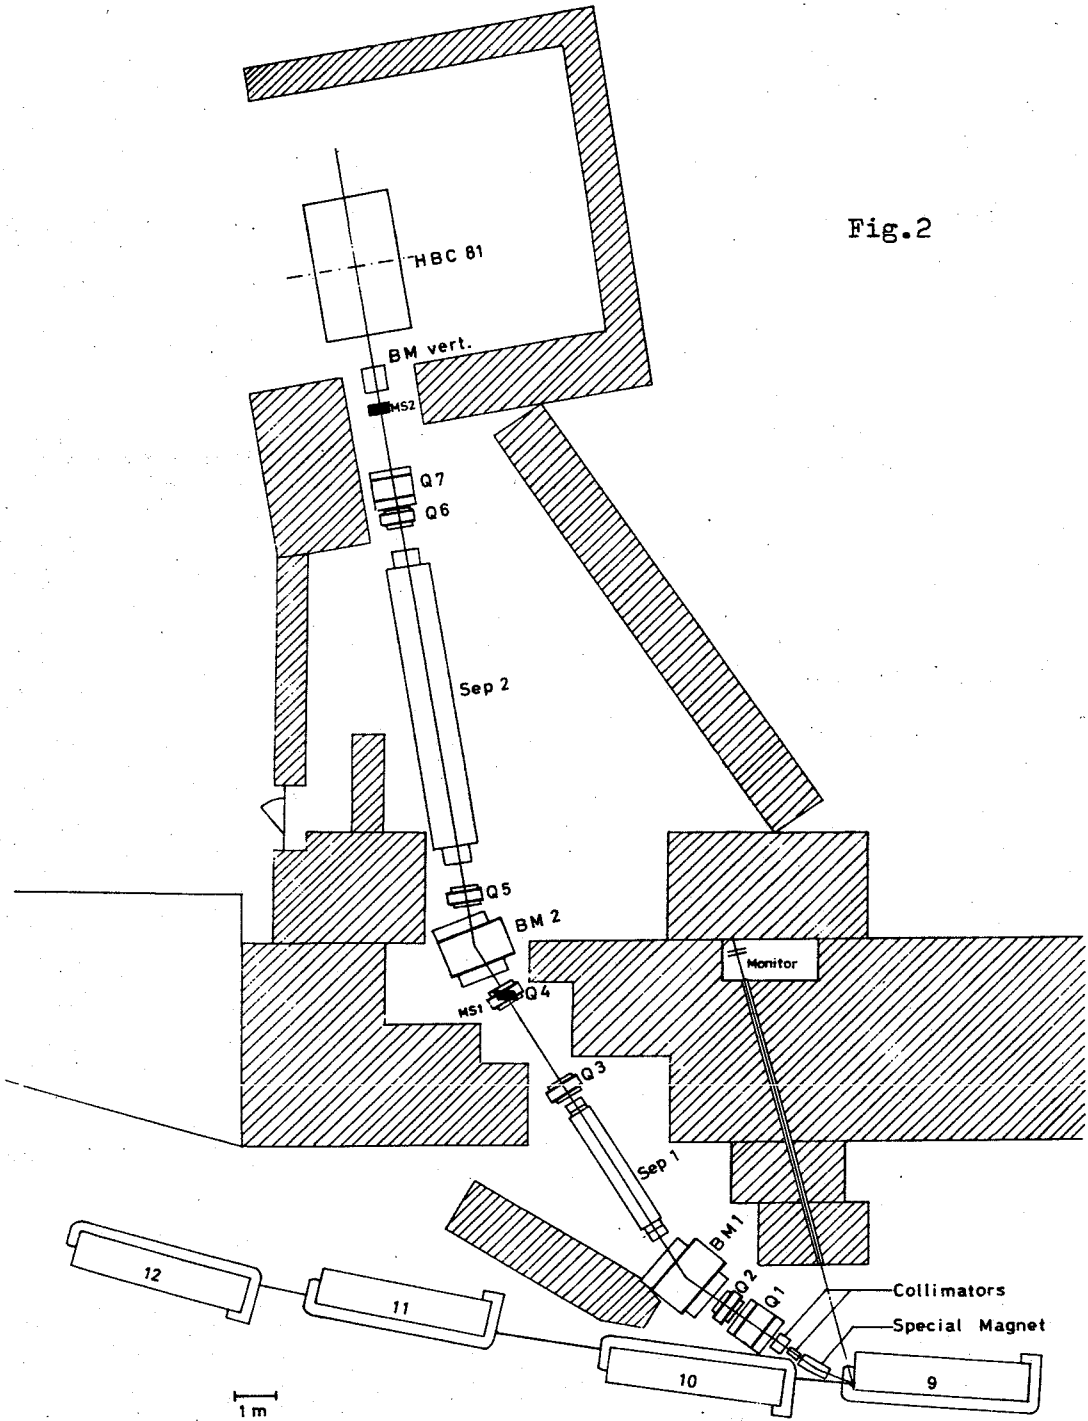 Fig.2
HBC 81
BM vert.
MS2
Q7
Q6
Sep 2
Q5
BM 2
Monitor
Q4
MS1
Q3
Sep 1
BM1
Q2
Q1
Collimators
Special Magnet
12
11
10
9
1 m